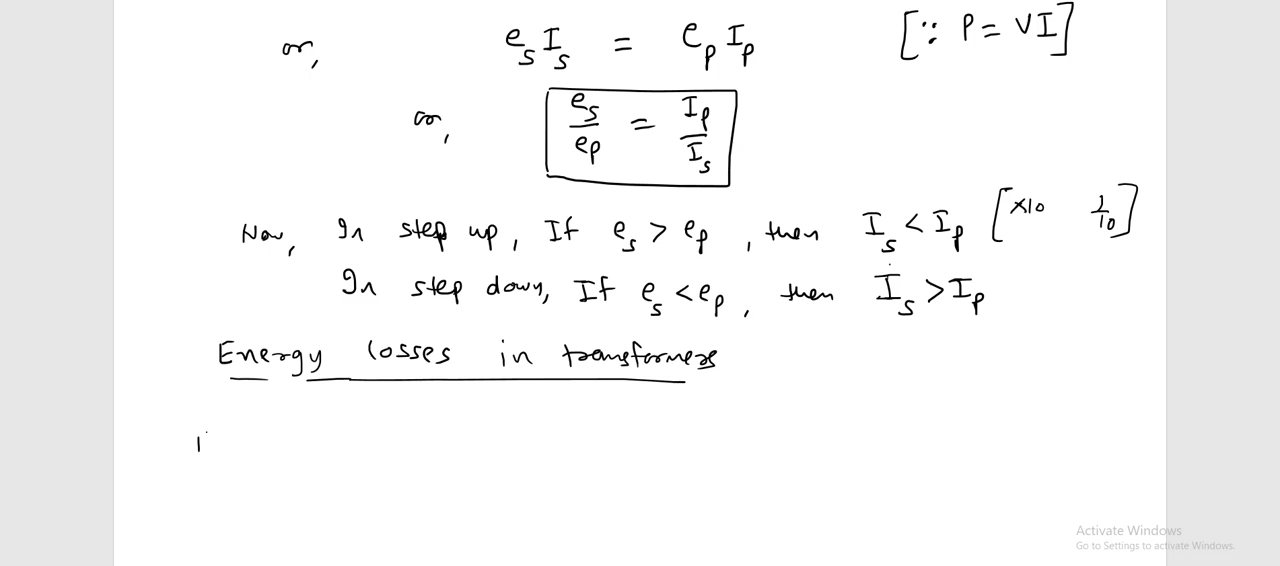 or, e_s I_s = e_p I_p [∵ P = VI]
or, e_s/e_p = I_p/I_s
Now, In step up, If e_s > e_p, then I_s < I_p [×10 1/10]
In step down, If e_s < e_p, then I_s > I_p
Energy losses in transformers
Activate Windows
Go to Settings to activate Windows.